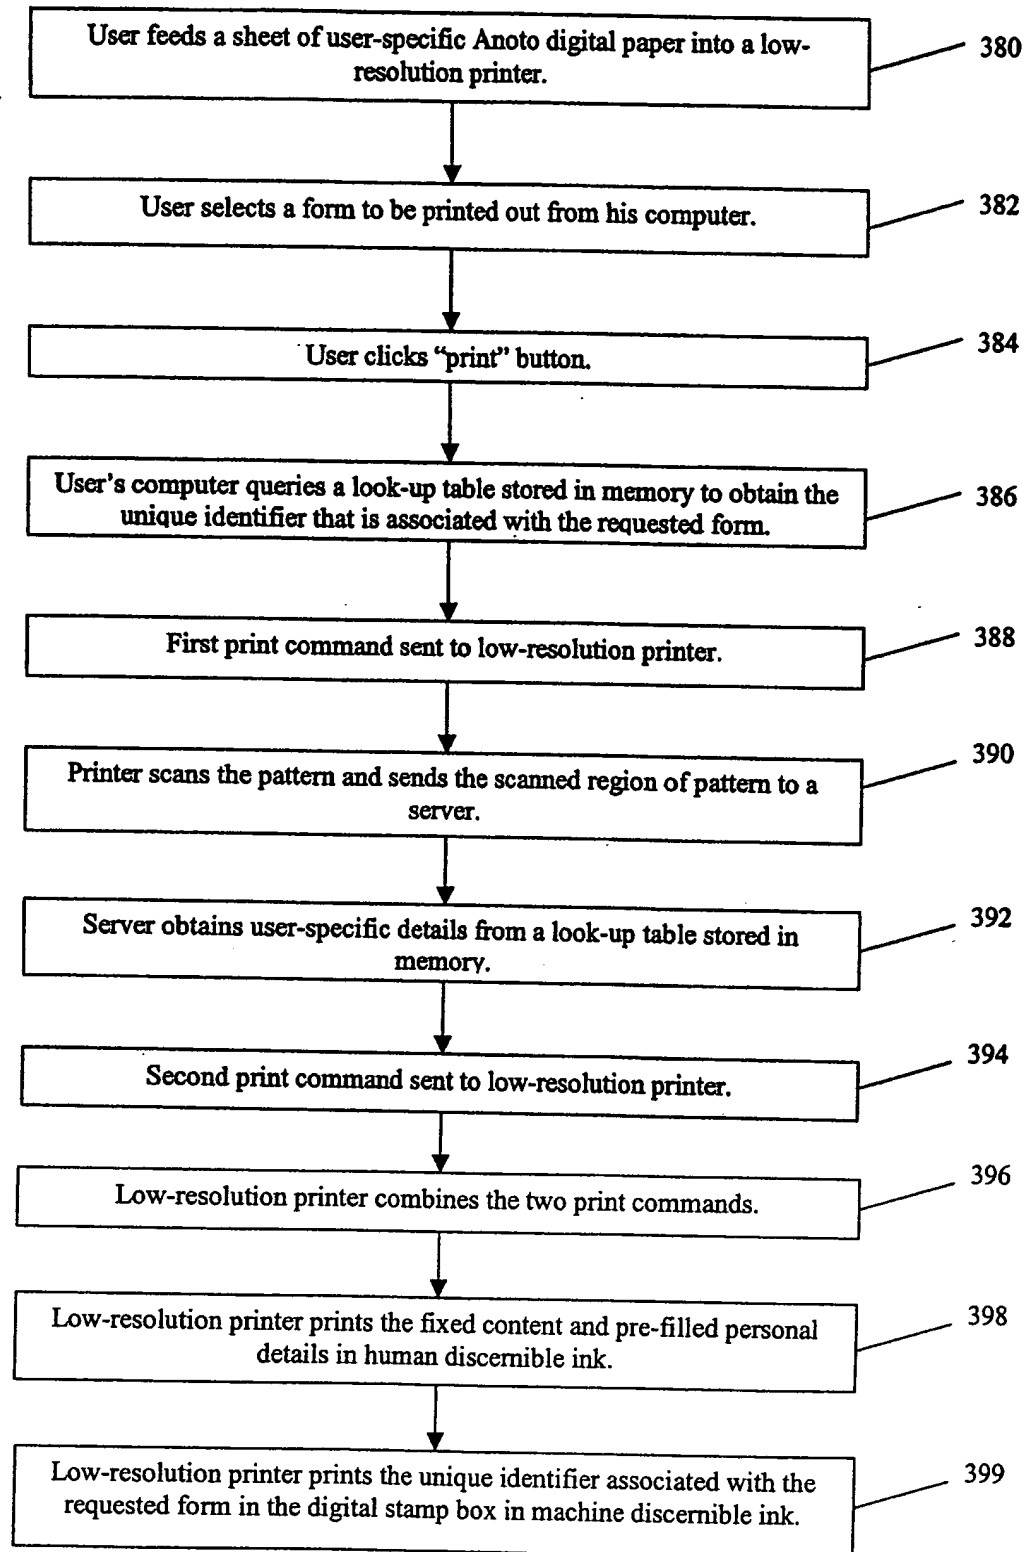 User feeds a sheet of user-specific Anoto digital paper into a low-
resolution printer.
380
User selects a form to be printed out from his computer.
382
User clicks “print” button.
384
User's computer queries a look-up table stored in memory to obtain the
unique identifier that is associated with the requested form.
386
First print command sent to low-resolution printer.
388
Printer scans the pattern and sends the scanned region of pattern to a
server.
390
Server obtains user-specific details from a look-up table stored in
memory.
392
Second print command sent to low-resolution printer.
394
Low-resolution printer combines the two print commands.
396
Low-resolution printer prints the fixed content and pre-filled personal
details in human discernible ink.
398
Low-resolution printer prints the unique identifier associated with the
requested form in the digital stamp box in machine discernible ink.
399